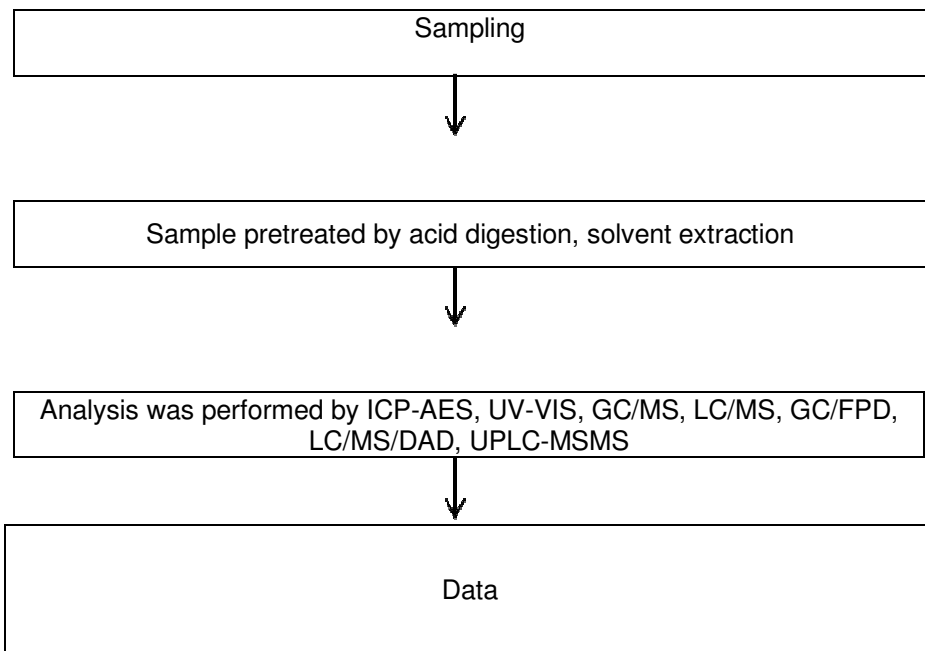 Sampling
Sample pretreated by acid digestion, solvent extraction
Analysis was performed by ICP-AES, UV-VIS, GC/MS, LC/MS, GC/FPD,
LC/MS/DAD, UPLC-MSMS
Data